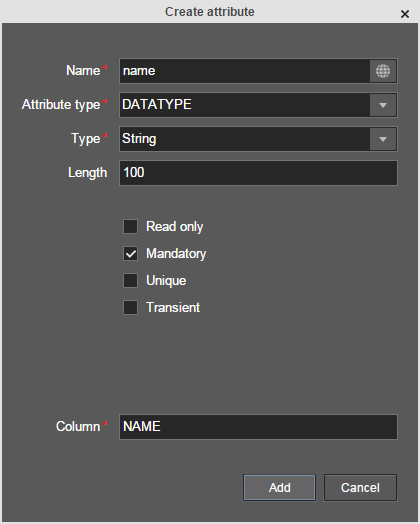 Create attribute
Name * name
Attribute type * DATATYPE
Type * String
Length 100
Read only
Mandatory
Unique
Transient
Column * NAME
Add Cancel